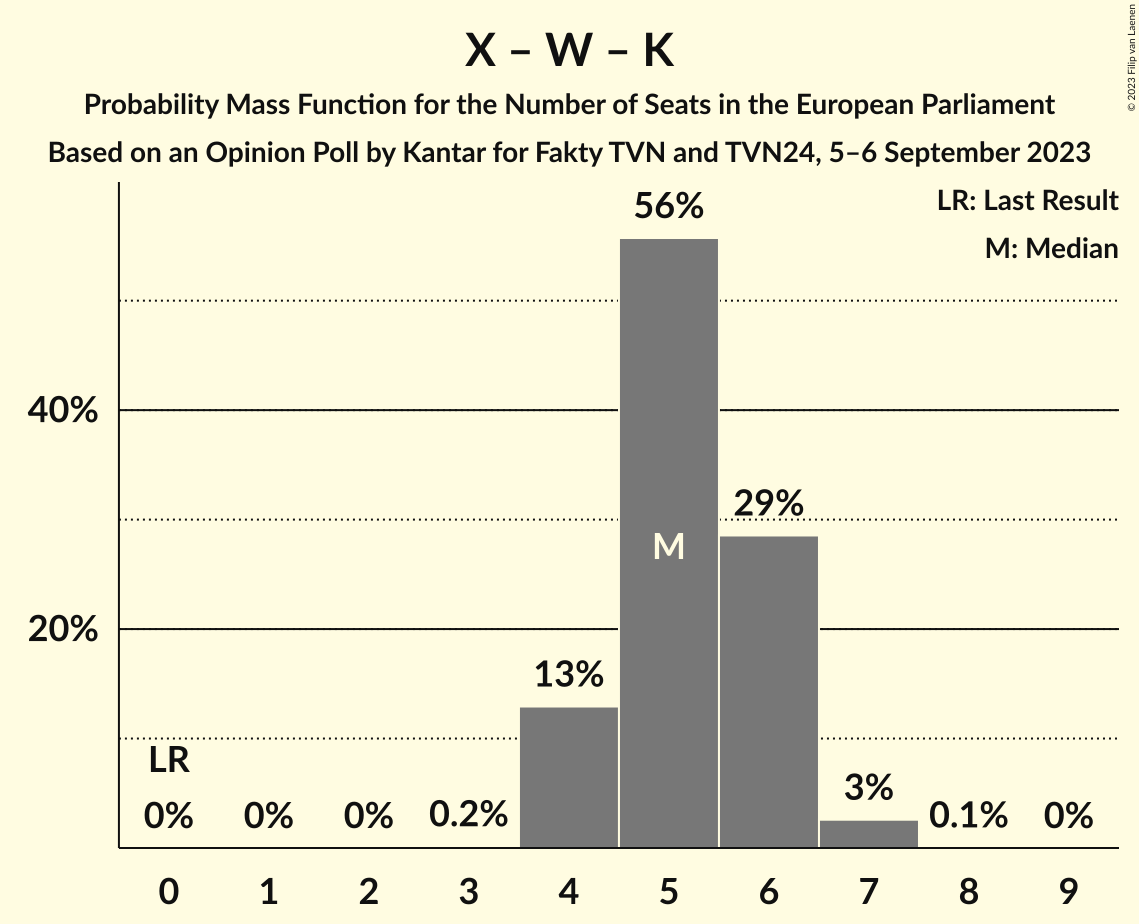 X – W – K
Probability Mass Function for the Number of Seats in the European Parliament
Based on an Opinion Poll by Kantar for Fakty TVN and TVN24, 5–6 September 2023
© 2023 Filip van Laenen
LR: Last Result
M: Median
56%
40%
29%
M
20%
13%
LR
3%
0% 0% 0% 0.2% 0.1% 0%
0 1 2 3 4 5 6 7 8 9